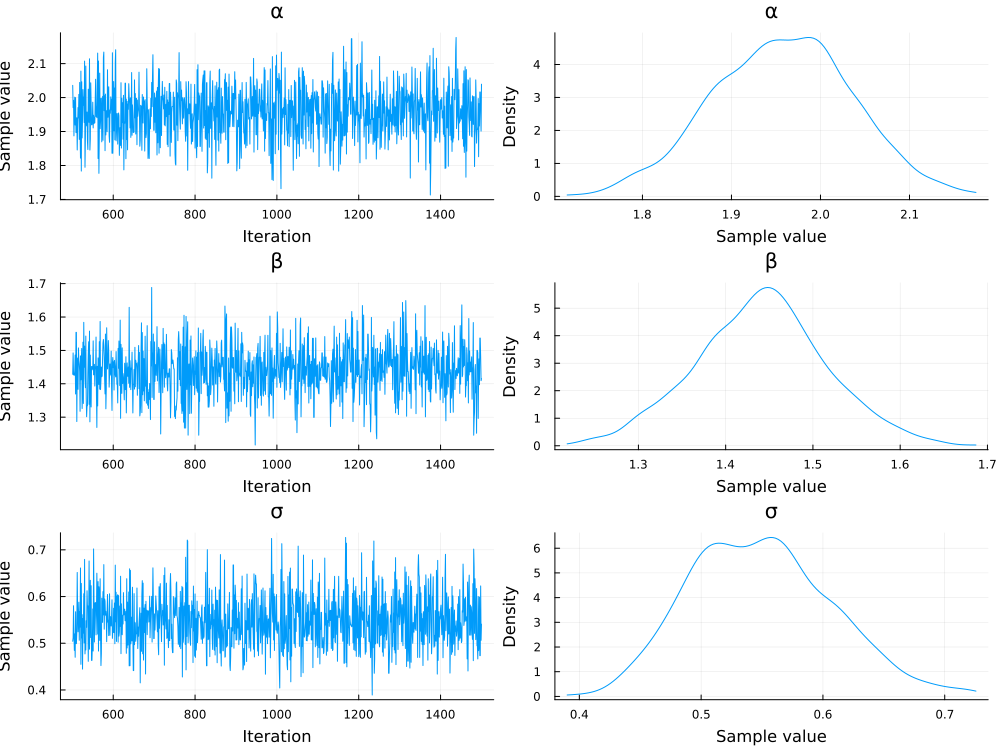 α
Sample value
2.1
2.0
1.9
1.8
1.7
600 800 1000 1200 1400
Iteration
α
Density
4
3
2
1
0
1.8 1.9 2.0 2.1
Sample value
β
Sample value
1.7
1.6
1.5
1.4
1.3
600 800 1000 1200 1400
Iteration
β
Density
5
4
3
2
1
0
1.3 1.4 1.5 1.6 1.7
Sample value
σ
Sample value
0.7
0.6
0.5
0.4
600 800 1000 1200 1400
Iteration
σ
Density
6
5
4
3
2
1
0
0.4 0.5 0.6 0.7
Sample value